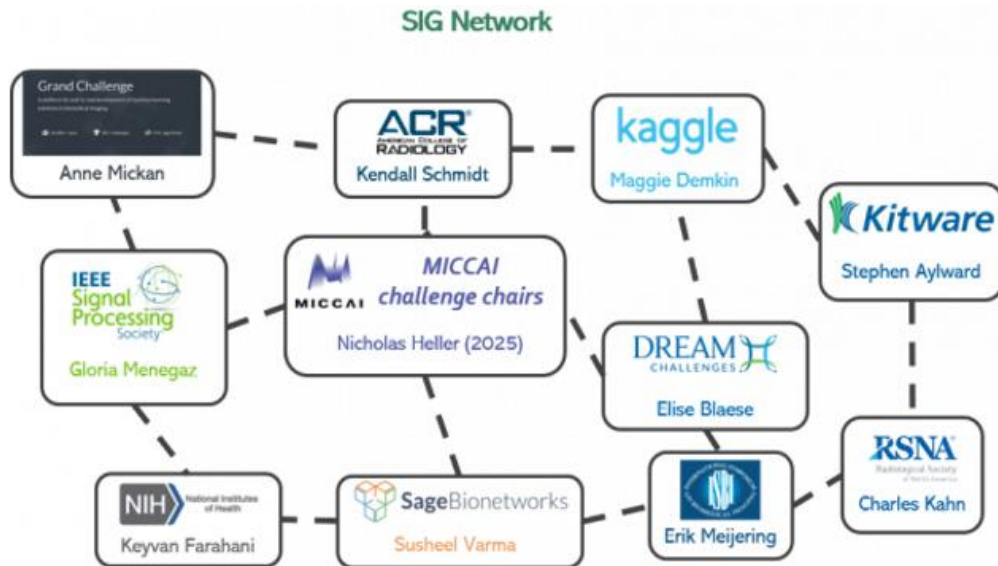 SIG Network
Grand Challenge
Anne Mickan
ACR®
AMERICAN COLLEGE OF
RADIOLOGY
Kendall Schmidt
kaggle
Maggie Demkin
Kitware
Stephen Aylward
IEEE
Signal
Processing
Society
Gloria Menegaz
MICCAI
MICCAI
challenge chairs
Nicholas Heller (2025)
DREAM
CHALLENGES
Elise Blaese
NIH
National Institutes
of Health
Keyvan Farahani
SageBionetworks
Susheel Varma
ISBI
Erik Meijering
RSNA®
Radiological Society
of North America
Charles Kahn